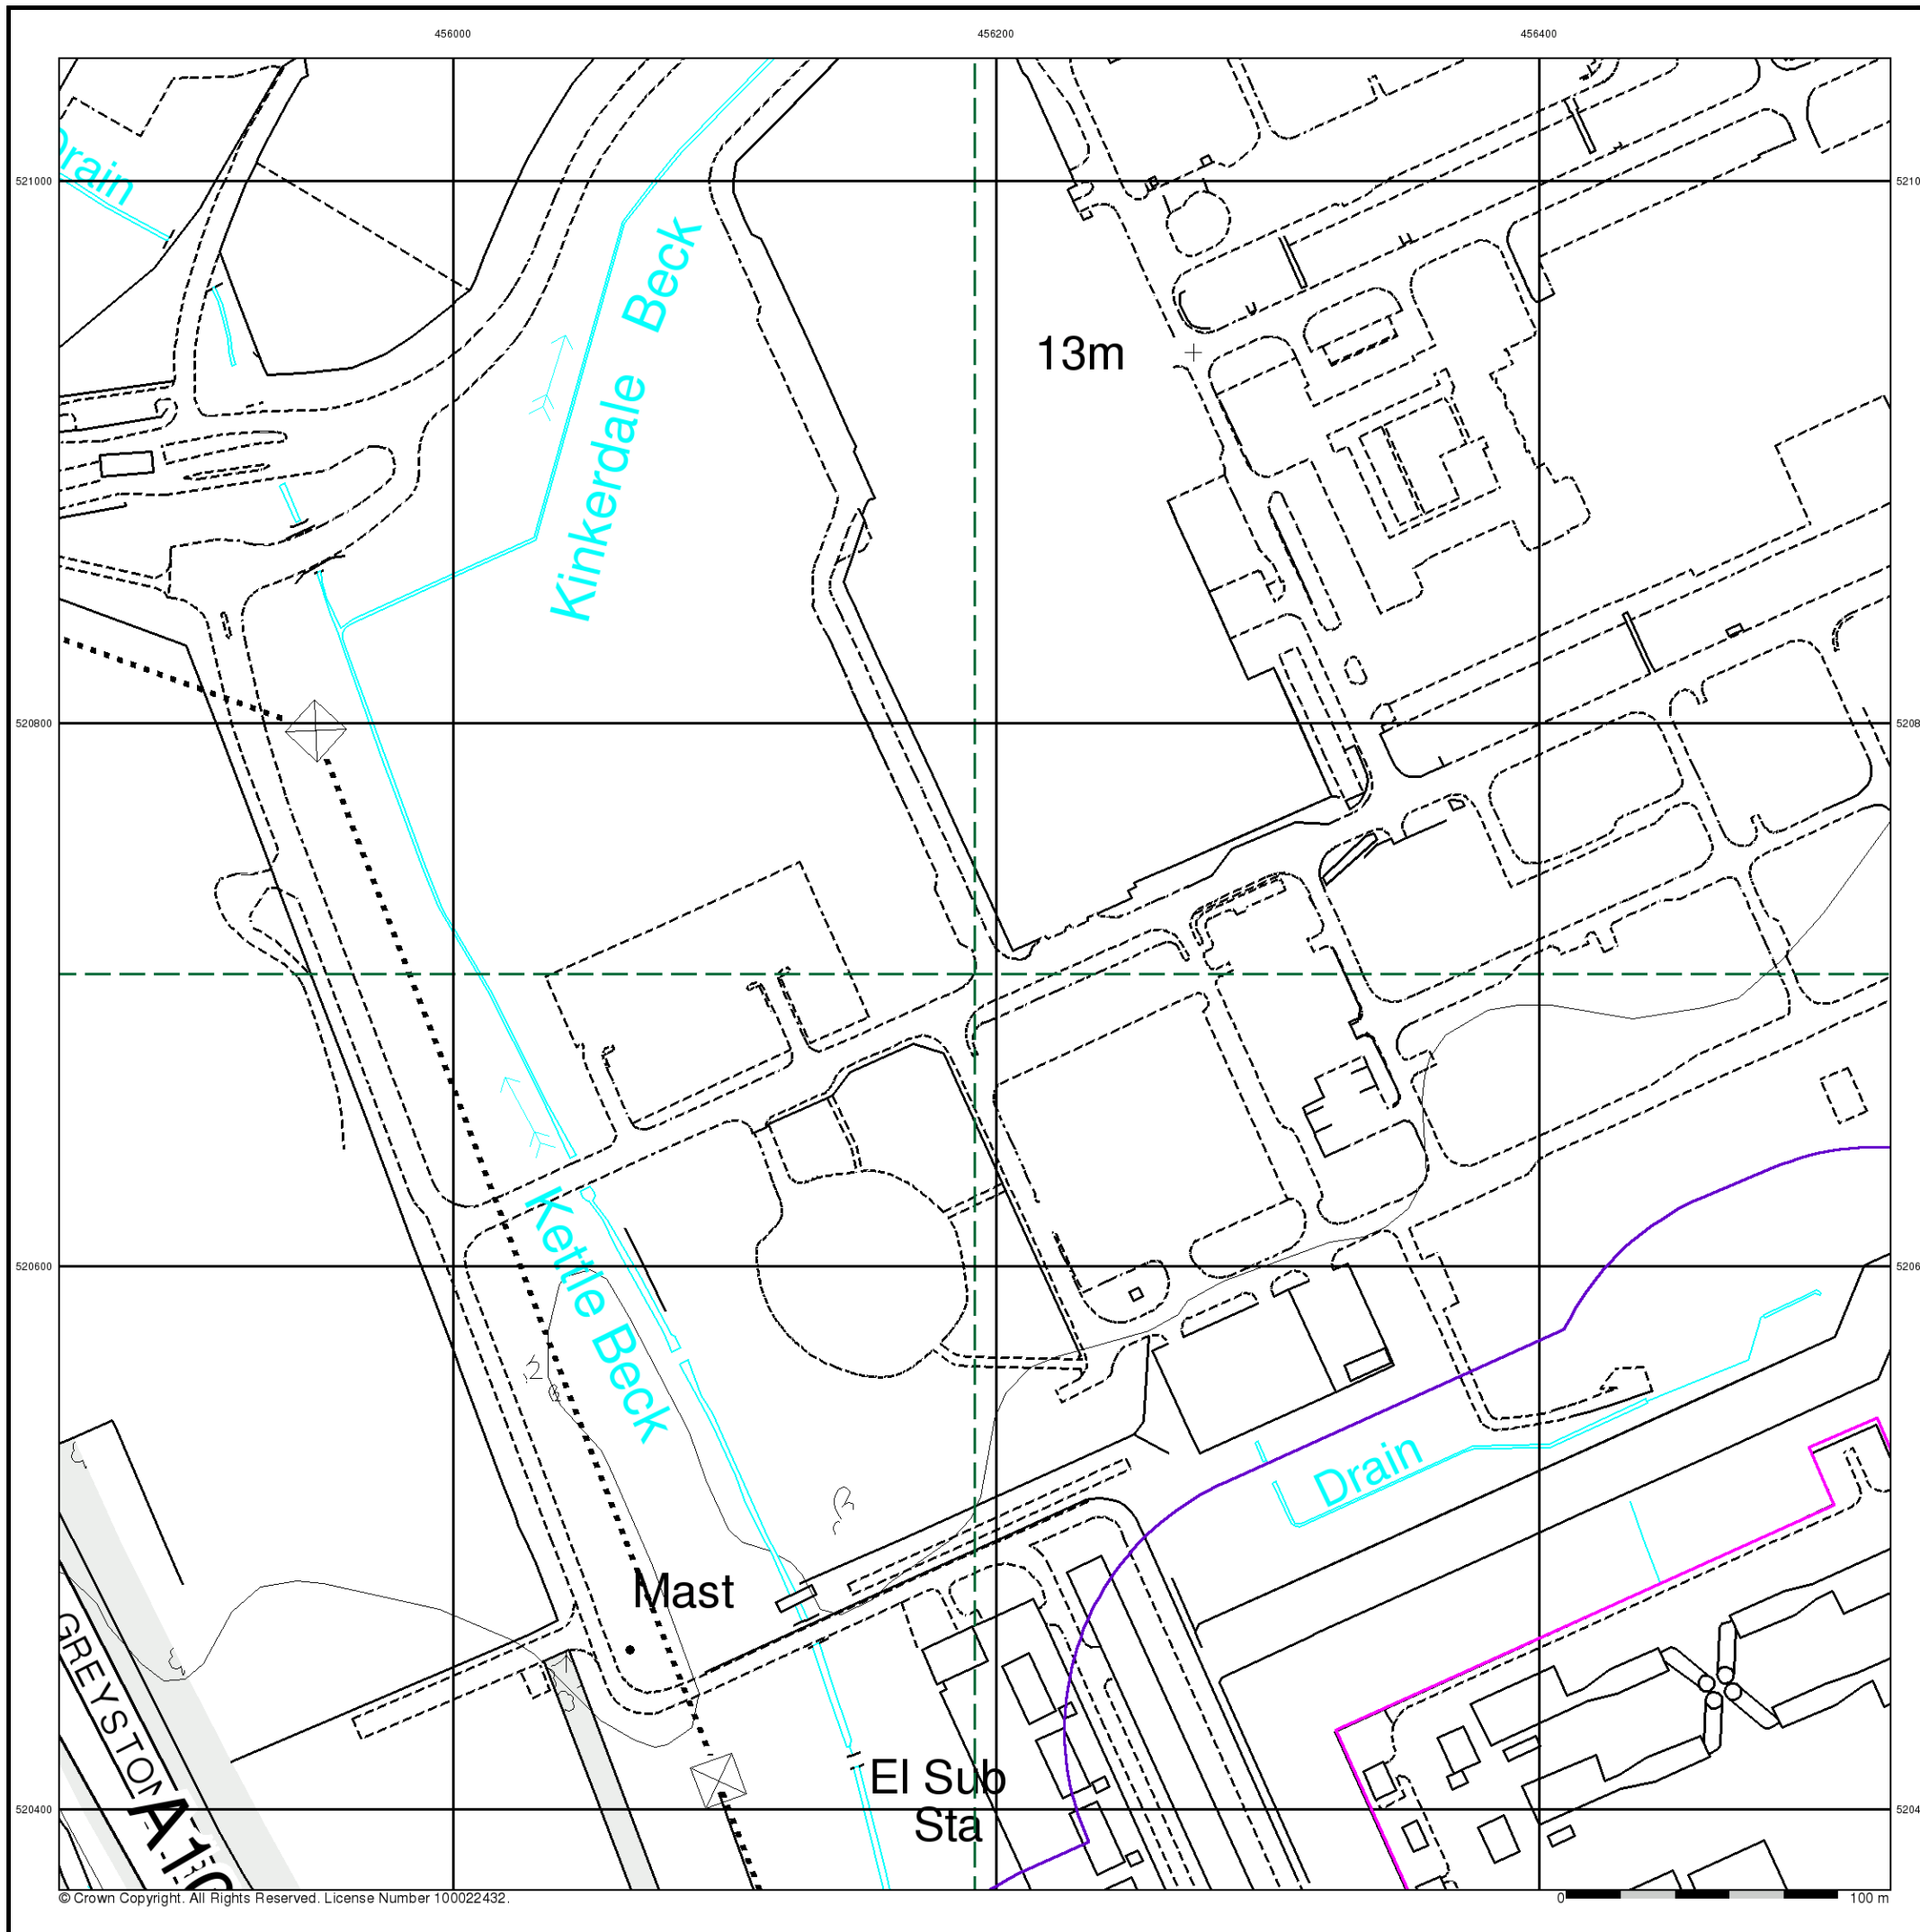 456000
456200
456400
521000
Drain
Kinkerdale Beck
13m
520800
Kettle Beck
520600
Drain
Mast
El Sub
Sta
520400
© Crown Copyright. All Rights Reserved. License Number 100022432.
0
100 m